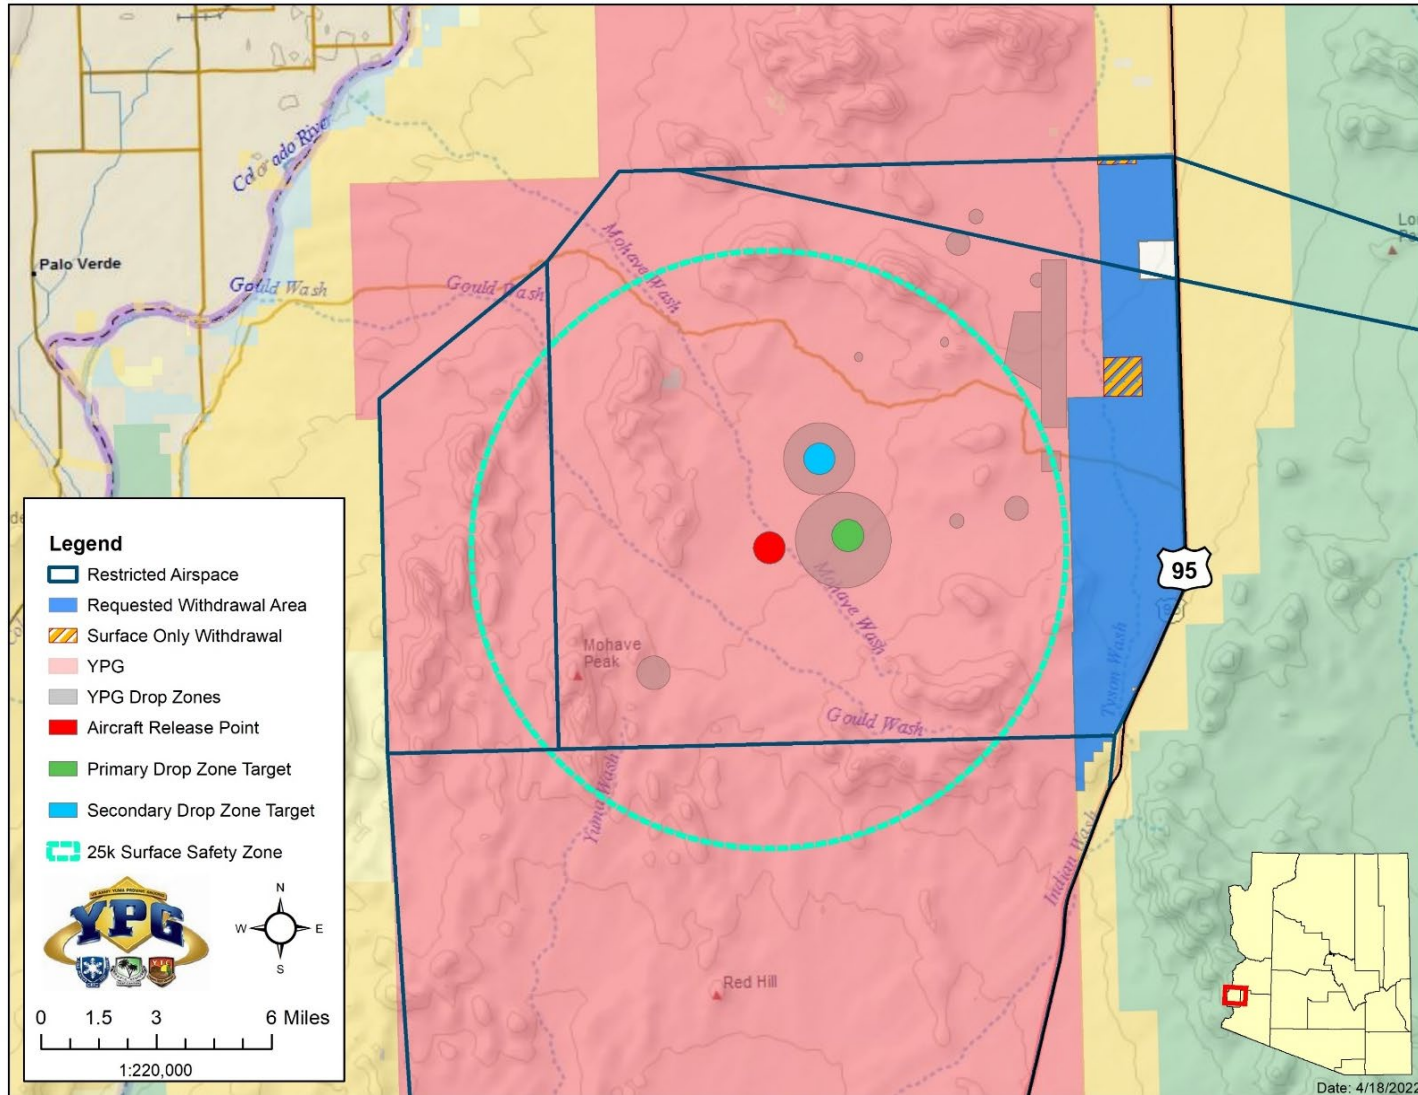 Colorado River
Palo Verde
Gould Wash
Gould Wash
Mohave Wash
95
Mohave Wash
Mohave
Peak
Gould Wash
Tyson Wash
Yuma Wash
Indian Wash
Red Hill
Legend
Restricted Airspace
Requested Withdrawal Area
Surface Only Withdrawal
YPG
YPG Drop Zones
Aircraft Release Point
Primary Drop Zone Target
Secondary Drop Zone Target
25k Surface Safety Zone
YPG
N
W
E
S
0 1.5 3 6 Miles
1:220,000
Date: 4/18/2022